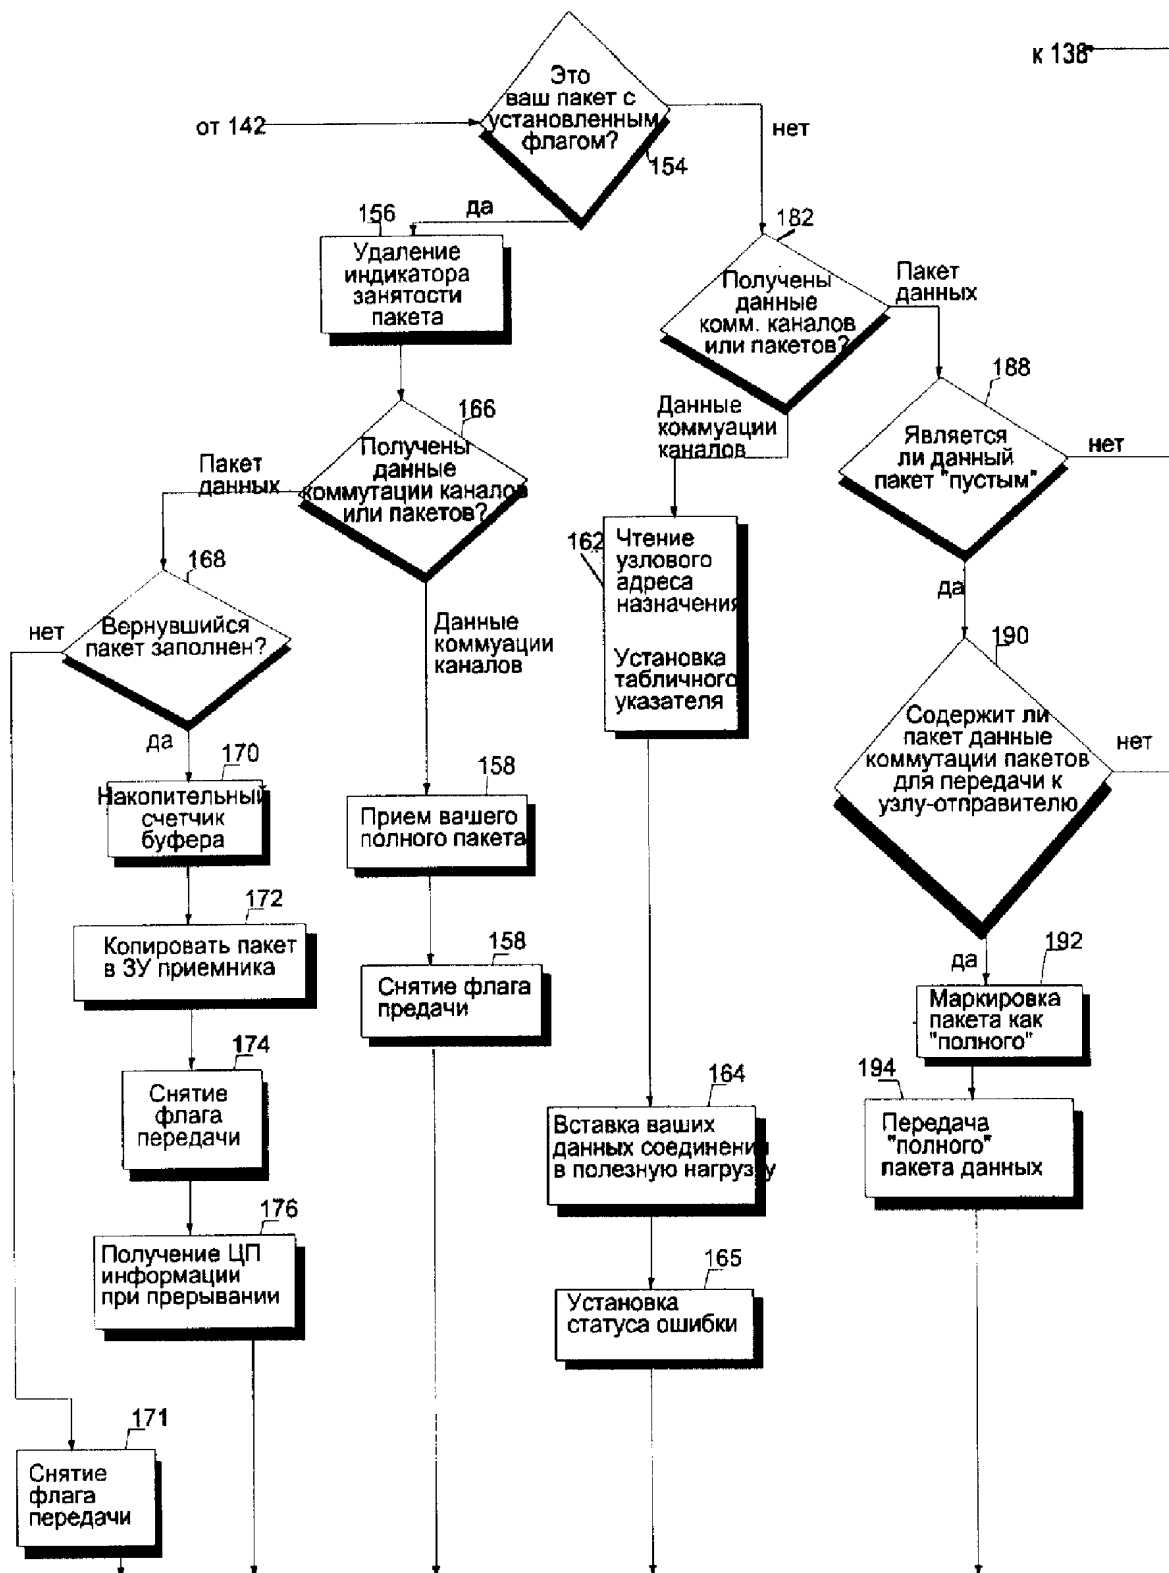 к 138
Это
ваш пакет с
установленным
флагом?
от 142
нет
154
да
156
182
Удаление
индикатора
занятости
пакета
Получены
данные
комм. каналов
или пакетов?
Пакет
данных
188
166
Данные
коммуации
каналов
Является
ли данный
пакет "пустым"
нет
Получены
данные
коммутации каналов
или пакетов?
Пакет
данных
162
Чтение
узлового
адреса
назначения
Установка
табличного
указателя
168
да
нет
Вернувшийся
пакет заполнен?
Данные
коммуации
каналов
190
Содержит ли
пакет данные
коммутации пакетов
для передачи к
узлу-отправителю
нет
да
170
158
Накопительный
счетчик
буфера
Прием вашего
полного пакета
172
Копировать пакет
в ЗУ приемника
158
Снятие флага
предачи
да
192
Маркировка
пакета как
"полного"
174
Снятие
флага
передачи
164
Вставка ваших
данных соединения
в полезную нагрузку
194
Передача
"полного"
пакета данных
176
Получение ЦП
информации
при прерывании
165
Установка
статуса ошибки
171
Снятие
флага
передачи